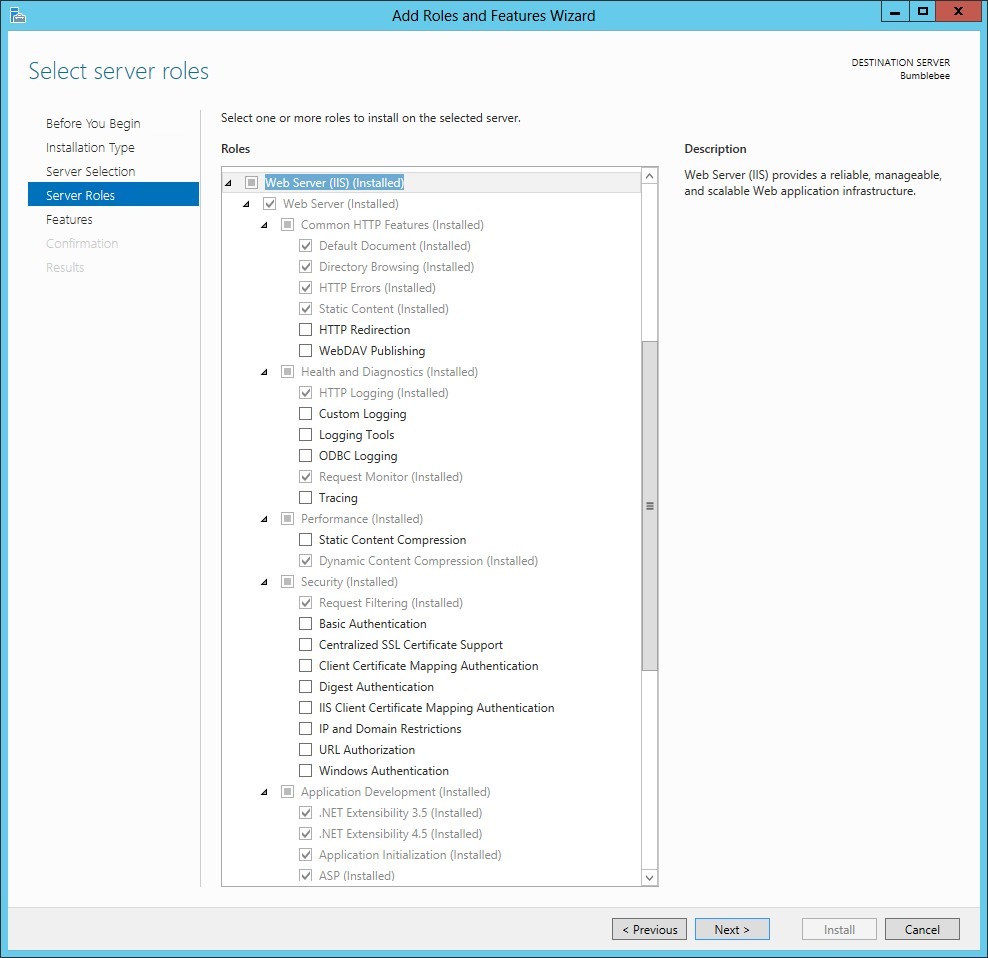 Add Roles and Features Wizard
Select server roles
DESTINATION SERVER
Bumblebee
Before You Begin
Installation Type
Server Selection
Server Roles
Features
Confirmation
Results
Select one or more roles to install on the selected server.
Roles
Web Server (IIS) (Installed)
Web Server (Installed)
Common HTTP Features (Installed)
Default Document (Installed)
Directory Browsing (Installed)
HTTP Errors (Installed)
Static Content (Installed)
HTTP Redirection
WebDAV Publishing
Health and Diagnostics (Installed)
HTTP Logging (Installed)
Custom Logging
Logging Tools
ODBC Logging
Request Monitor (Installed)
Tracing
Performance (Installed)
Static Content Compression
Dynamic Content Compression (Installed)
Security (Installed)
Request Filtering (Installed)
Basic Authentication
Centralized SSL Certificate Support
Client Certificate Mapping Authentication
Digest Authentication
IIS Client Certificate Mapping Authentication
IP and Domain Restrictions
URL Authorization
Windows Authentication
Application Development (Installed)
.NET Extensibility 3.5 (Installed)
.NET Extensibility 4.5 (Installed)
Application Initialization (Installed)
ASP (Installed)
Description
Web Server (IIS) provides a reliable, manageable,
and scalable Web application infrastructure.
< Previous
Next >
Install
Cancel